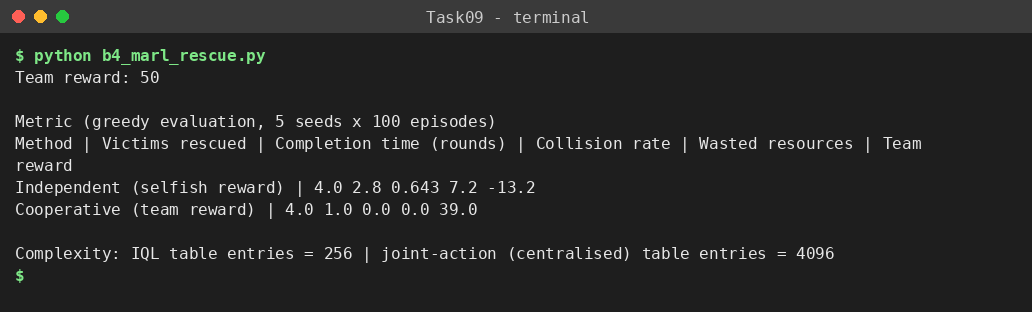 Task09 - terminal
$ python b4_marl_rescue.py
Team reward: 50
Metric (greedy evaluation, 5 seeds x 100 episodes)
Method | Victims rescued | Completion time (rounds) | Collision rate | Wasted resources | Team
reward
Independent (selfish reward) | 4.0 2.8 0.643 7.2 -13.2
Cooperative (team reward) | 4.0 1.0 0.0 0.0 39.0
Complexity: IQL table entries = 256 | joint-action (centralised) table entries = 4096
$